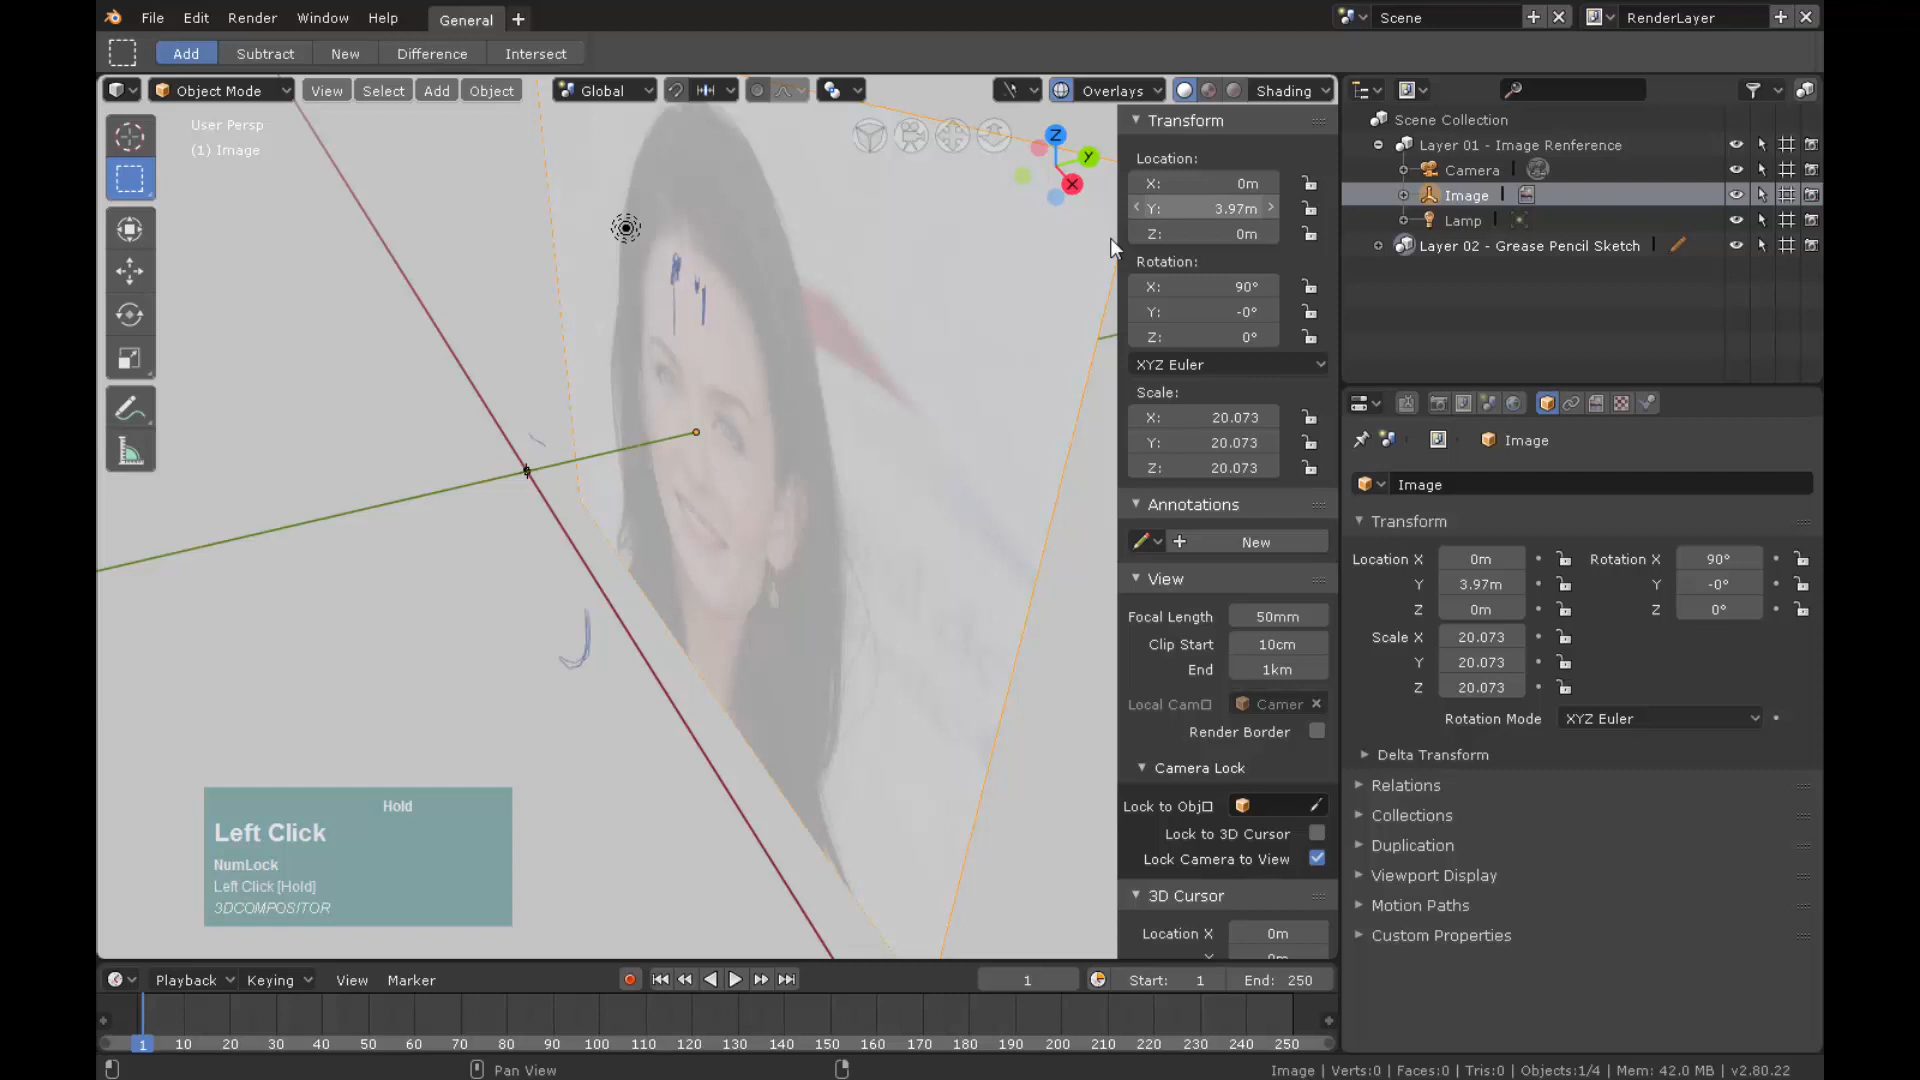 File Edit Render Window Help General + Scene RenderLayer
Add Subtract New Difference Intersect
Object Mode View Select Add Object Global Overlays Shading
User Persp
(1) Image
Z
Y
X
Transform
Location:
X: 0m
Y: 3.97m
Z: 0m
Rotation:
X: 90°
Y: -0°
Z: 0°
XYZ Euler
Scale:
X: 20.073
Y: 20.073
Z: 20.073
Annotations
New
View
Focal Length 50mm
Clip Start 10cm
End 1km
Local Cam Camer
Render Border
Camera Lock
Lock to Obj
Lock to 3D Cursor
Lock Camera to View
3D Cursor
Location X 0m
Scene Collection
Layer 01 - Image Renference
Camera
Image
Lamp
Layer 02 - Grease Pencil Sketch
Image
Image
Transform
Location X 0m Rotation X 90°
Y 3.97m Y -0°
Z 0m Z 0°
Scale X 20.073
Y 20.073
Z 20.073
Rotation Mode XYZ Euler
Delta Transform
Relations
Collections
Duplication
Viewport Display
Motion Paths
Custom Properties
Hold
Left Click
NumLock
Left Click [Hold]
3DCOMPOSITOR
Playback Keying View Marker 1 Start: 1 End: 250
1 10 20 30 40 50 60 70 80 90 100 110 120 130 140 150 160 170 180 190 200 210 220 230 240 250
Pan View Image | Verts:0 | Faces:0 | Tris:0 | Objects:1/4 | Mem: 42.0 MB | v2.80.22